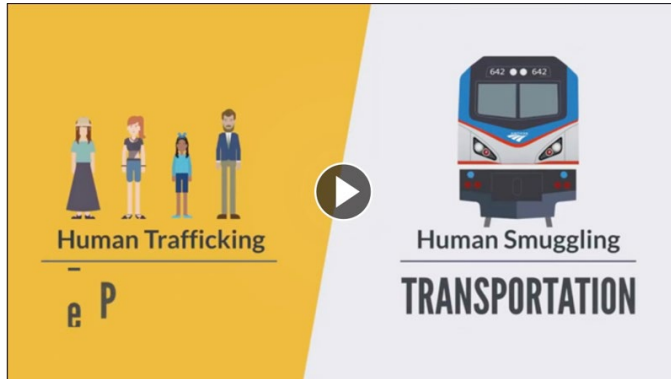 642 642
Human Trafficking
e P
Human Smuggling
TRANSPORTATION